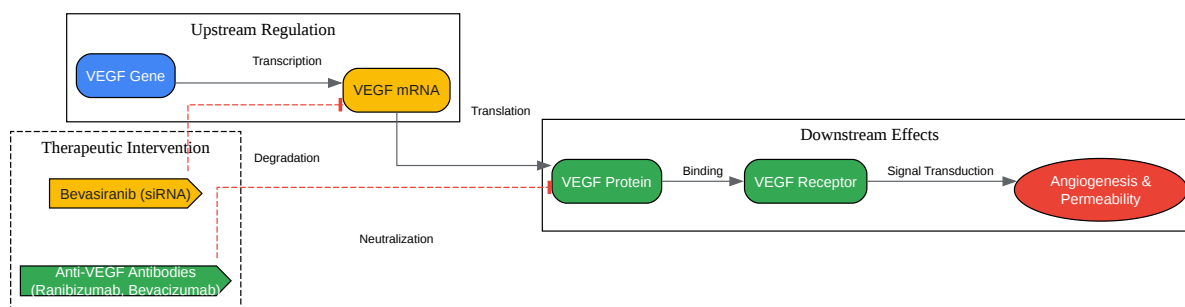 Upstream Regulation
VEGF Gene
Transcription
VEGF mRNA
Translation
Therapeutic Intervention
Degradation
Bevasiranib (siRNA)
Neutralization
Anti-VEGF Antibodies
(Ranibizumab, Bevacizumab)
Downstream Effects
VEGF Protein
Binding
VEGF Receptor
Signal Transduction
Angiogenesis &
Permeability